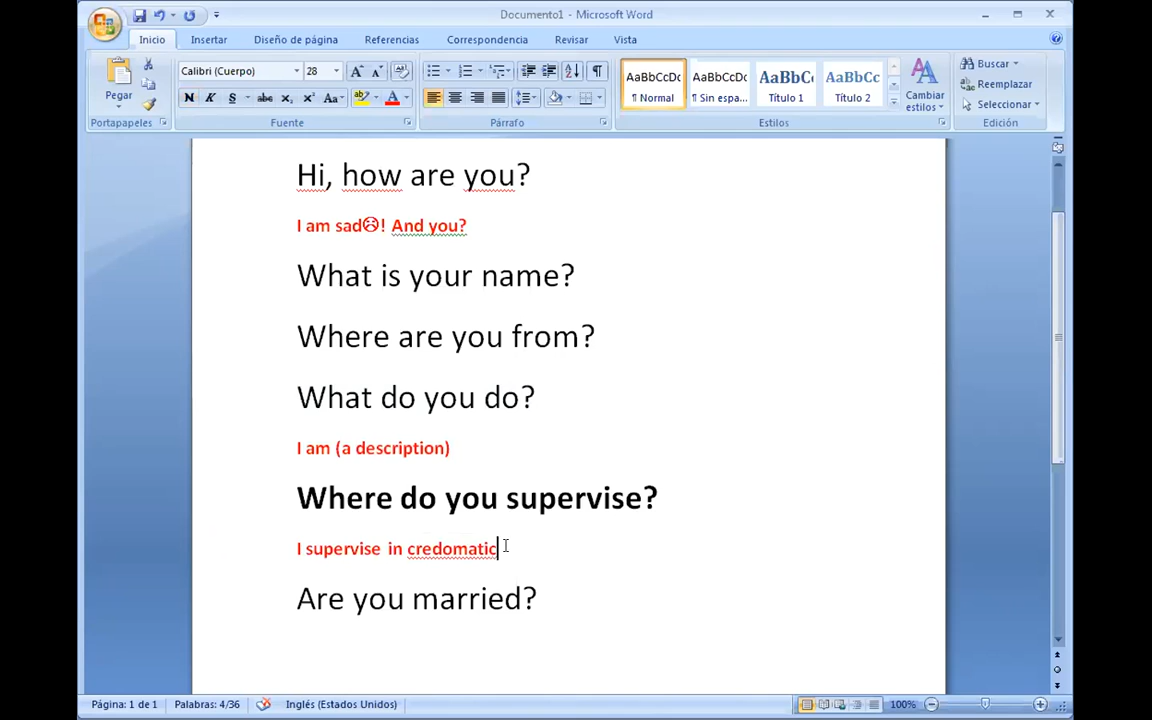 Documento1 - Microsoft Word
Inicio Insertar Diseño de página Referencias Correspondencia Revisar Vista
Calibri (Cuerpo) 28
Pegar
AaBbCcDc AaBbCcDc AaBbC AaBbCc
¶ Normal ¶ Sin espa... Título 1 Título 2
Cambiar estilos
Buscar
Reemplazar
Seleccionar
Portapapeles Fuente Párrafo Estilos Edición
Hi, how are you?
I am sad☹! And you?
What is your name?
Where are you from?
What do you do?
I am (a description)
Where do you supervise?
I supervise in credomatic
Are you married?
Página: 1 de 1 Palabras: 4/36 Inglés (Estados Unidos) 100%